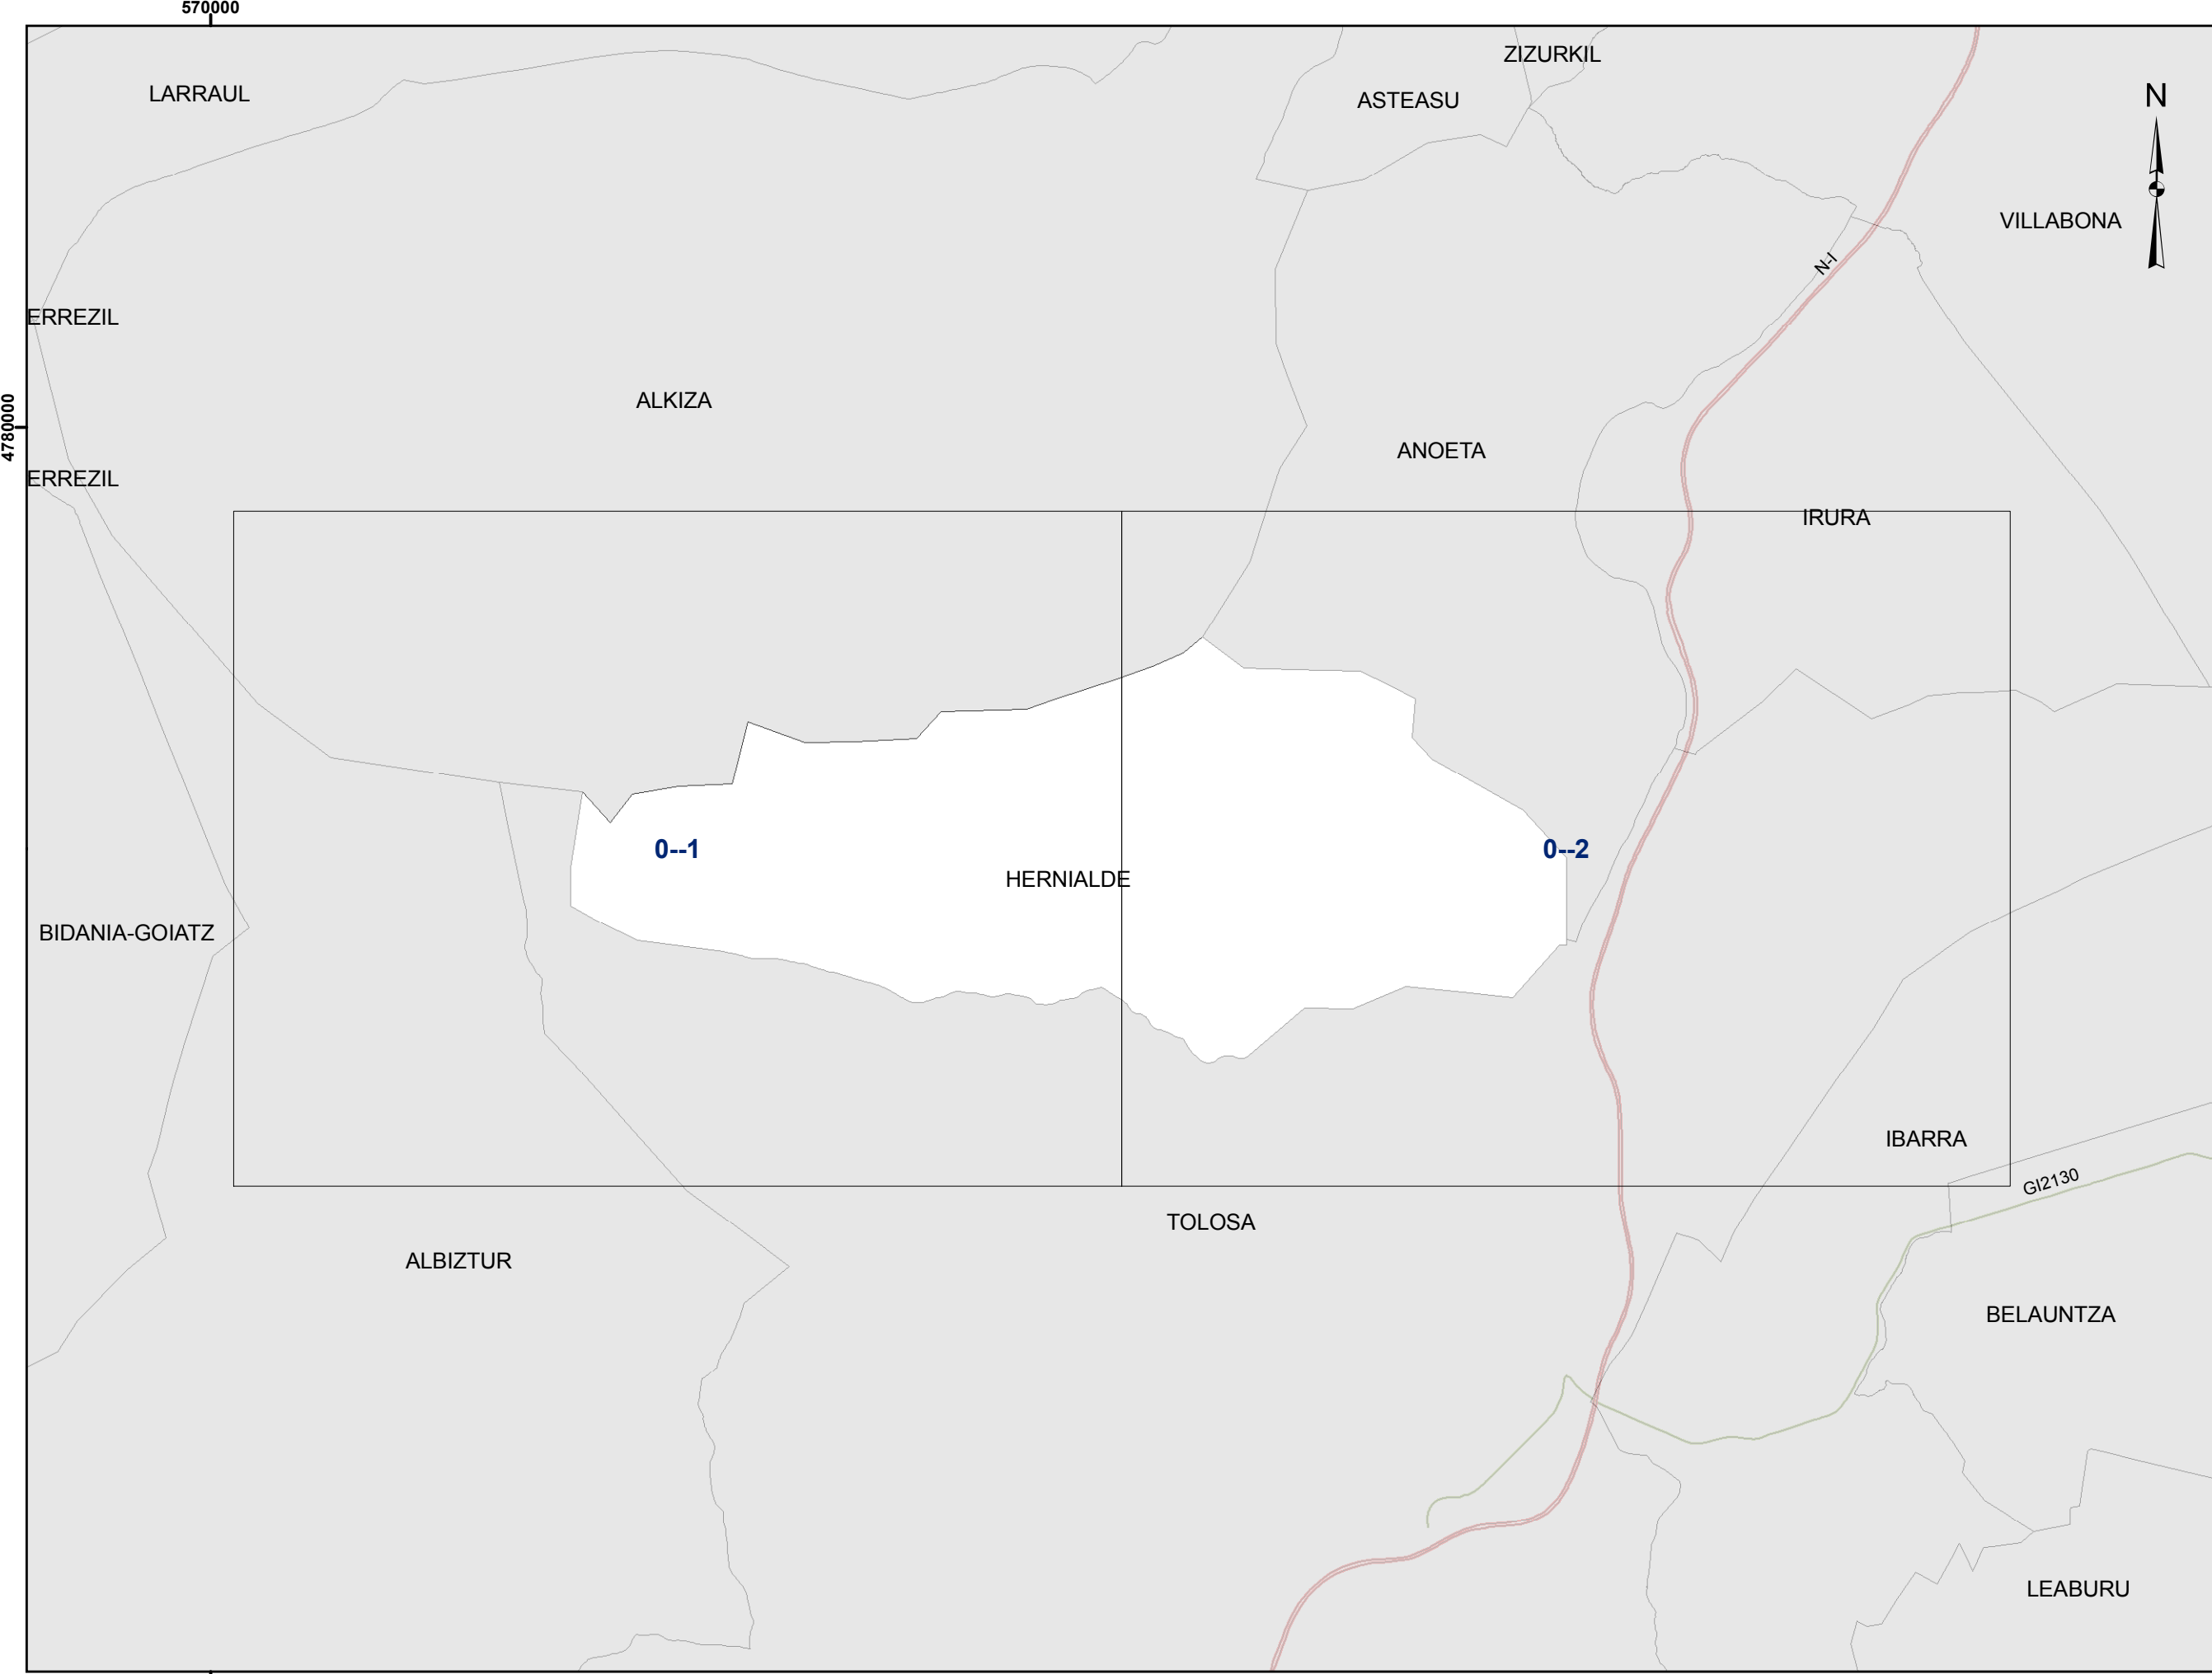 570000
ZIZURKIL
LARRAUL
ASTEASU
N
VILLABONA
N-I
ERREZIL
ALKIZA
4780000
ANOETA
ERREZIL
IRURA
0--1
0--2
HERNIALDE
BIDANIA-GOIATZ
IBARRA
GI2130
TOLOSA
ALBIZTUR
BELAUNTZA
LEABURU